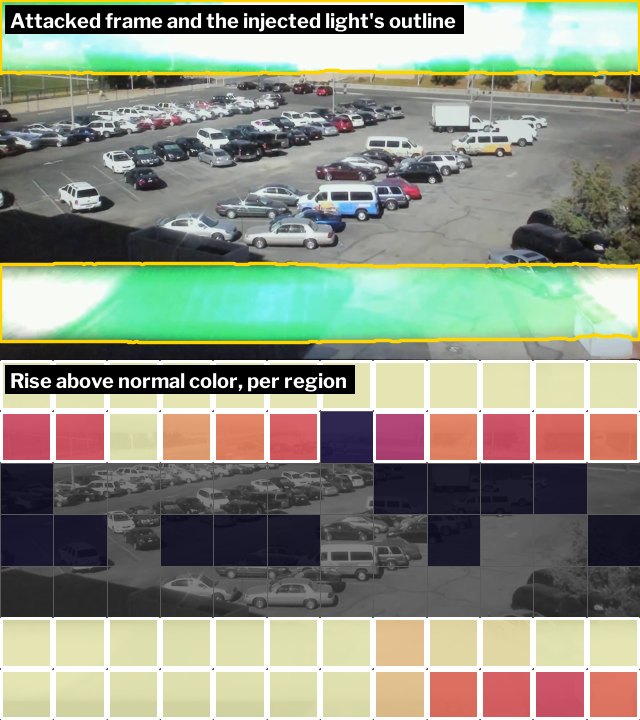 Attacked frame and the injected light's outline
Rise above normal color, per region